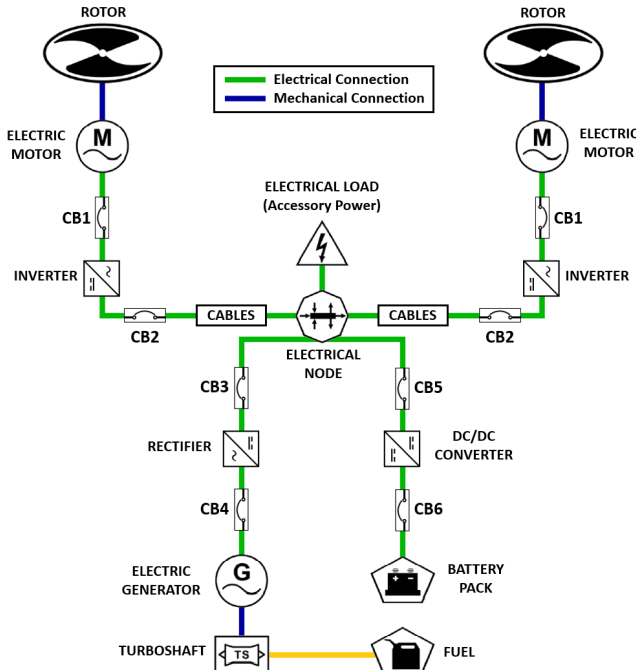 ROTOR
ROTOR
Electrical Connection
Mechanical Connection
ELECTRIC
MOTOR
M
M
ELECTRIC
MOTOR
ELECTRICAL LOAD
(Accessory Power)
CB1
CB1
INVERTER
INVERTER
CABLES
CABLES
CB2
CB2
ELECTRICAL
NODE
CB3
CB5
RECTIFIER
DC/DC
CONVERTER
CB4
CB6
ELECTRIC
GENERATOR
G
BATTERY
PACK
TURBOSHAFT
TS
FUEL